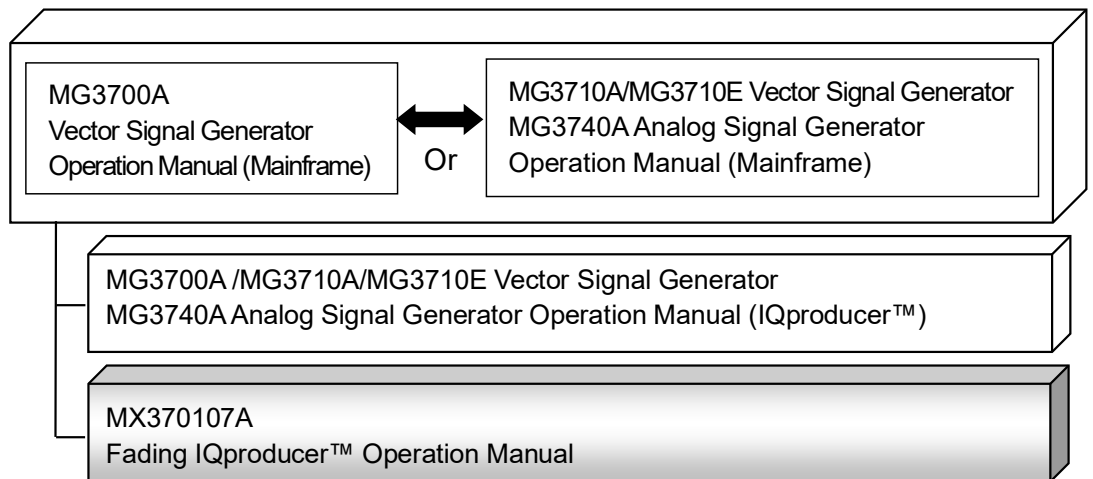 MG3700A
Vector Signal Generator
Operation Manual (Mainframe)
Or
MG3710A/MG3710E Vector Signal Generator
MG3740A Analog Signal Generator
Operation Manual (Mainframe)
MG3700A /MG3710A/MG3710E Vector Signal Generator
MG3740A Analog Signal Generator Operation Manual (IQproducer™)
MX370107A
Fading IQproducer™ Operation Manual